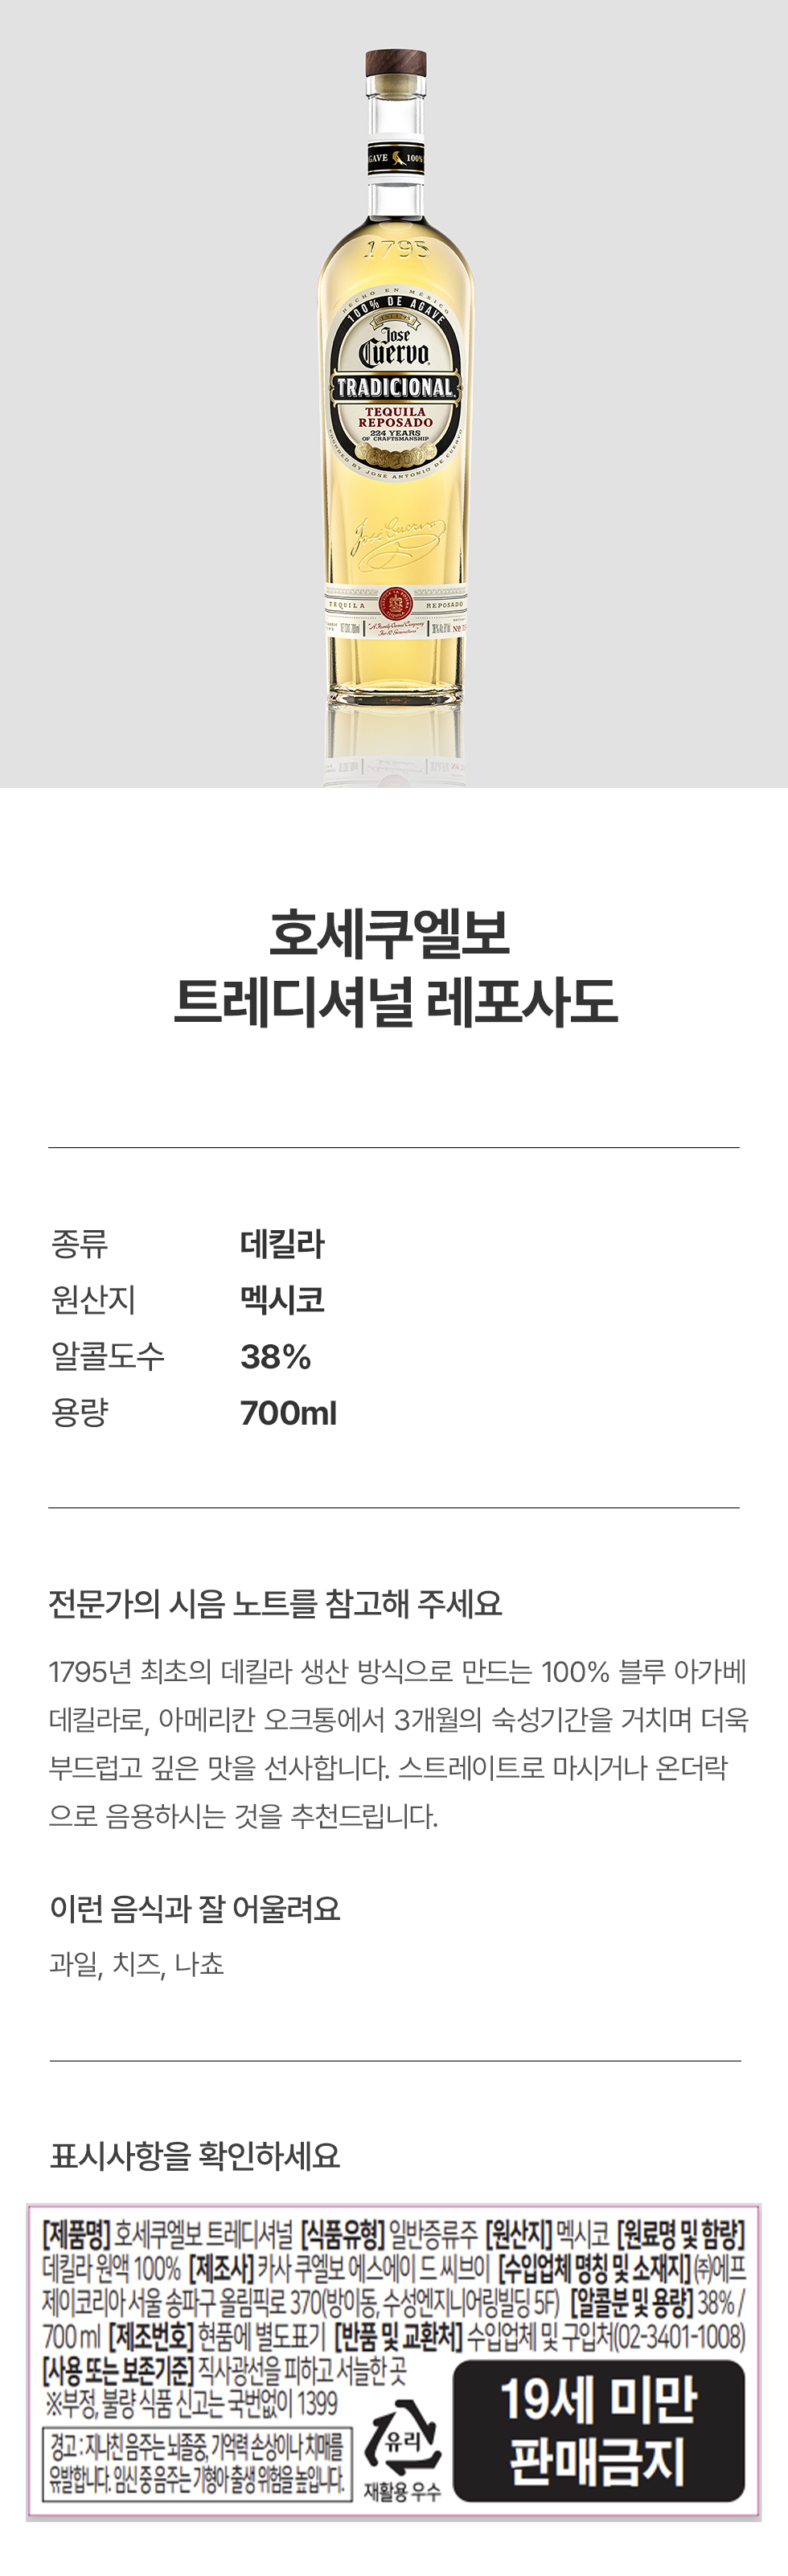 GAVE 100%
1795
HECHO EN MÉXICO
100% DE AGAVE
Jose
Cuervo
TRADICIONAL
TEQUILA
REPOSADO
224 YEARS
OF CRAFTSMANSHIP
FOUNDED BY JOSÉ ANTONIO DE CUERVO
José Cuervo
TEQUILA REPOSADO
"A Family Owned Company
For 10 Generations"
호세쿠엘보
트레디셔널 레포사도
종류 데킬라
원산지 멕시코
알콜도수 38%
용량 700ml
전문가의 시음 노트를 참고해 주세요
1795년 최초의 데킬라 생산 방식으로 만드는 100% 블루 아가베
데킬라로, 아메리칸 오크통에서 3개월의 숙성기간을 거치며 더욱
부드럽고 깊은 맛을 선사합니다. 스트레이트로 마시거나 온더락
으로 음용하시는 것을 추천드립니다.
이런 음식과 잘 어울려요
과일, 치즈, 나쵸
표시사항을 확인하세요
[제품명] 호세쿠엘보 트레디셔널 [식품유형] 일반증류주 [원산지] 멕시코 [원료명 및 함량]
데킬라 원액 100% [제조사] 카사 쿠엘보 에스에이 드 씨브이 [수입업체 명칭 및 소재지] ㈜에프
제이코리아 서울 송파구 올림픽로 370(방이동, 수성엔지니어링빌딩 5F) [알콜분 및 용량] 38% /
700 ml [제조번호] 현품에 별도표기 [반품 및 교환처] 수입업체 및 구입처(02-3401-1008)
[사용 또는 보존기준] 직사광선을 피하고 서늘한 곳
※부정, 불량 식품 신고는 국번없이 1399
경고 : 지나친 음주는 뇌졸중, 기억력 손상이나 치매를
유발합니다. 임신 중 음주는 기형아 출생 위험을 높입니다.
유리
재활용 우수
19세 미만
판매금지